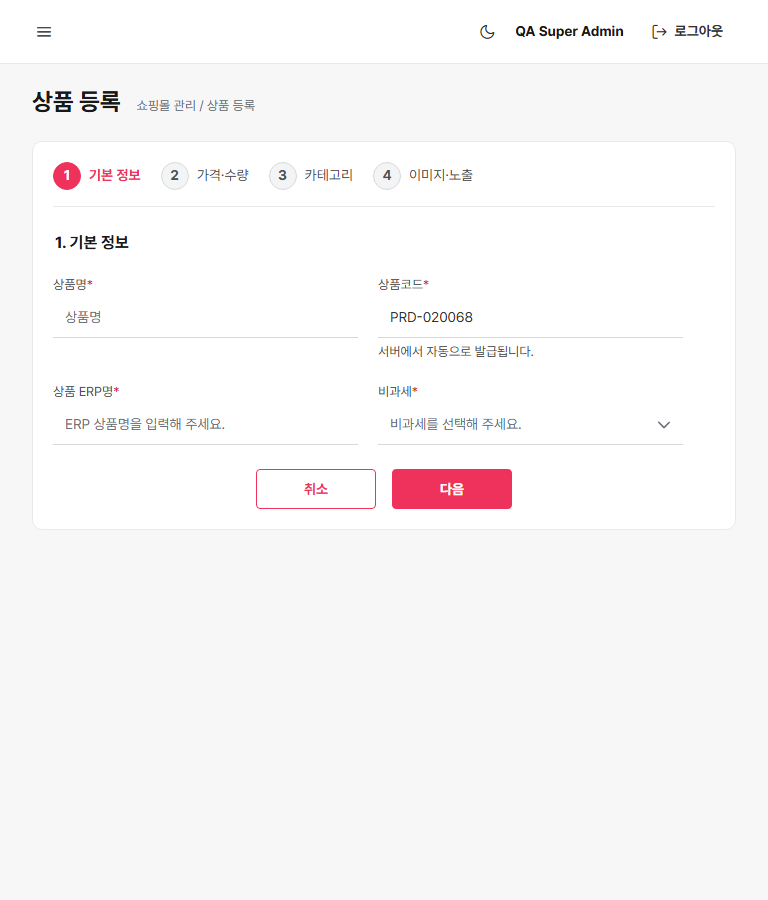 QA Super Admin 로그아웃
상품 등록 쇼핑몰 관리 / 상품 등록
1 기본 정보 2 가격·수량 3 카테고리 4 이미지·노출
1. 기본 정보
상품명* 상품코드*
상품명 PRD-020068
서버에서 자동으로 발급됩니다.
상품 ERP명* 비과세*
ERP 상품명을 입력해 주세요. 비과세를 선택해 주세요.
취소 다음